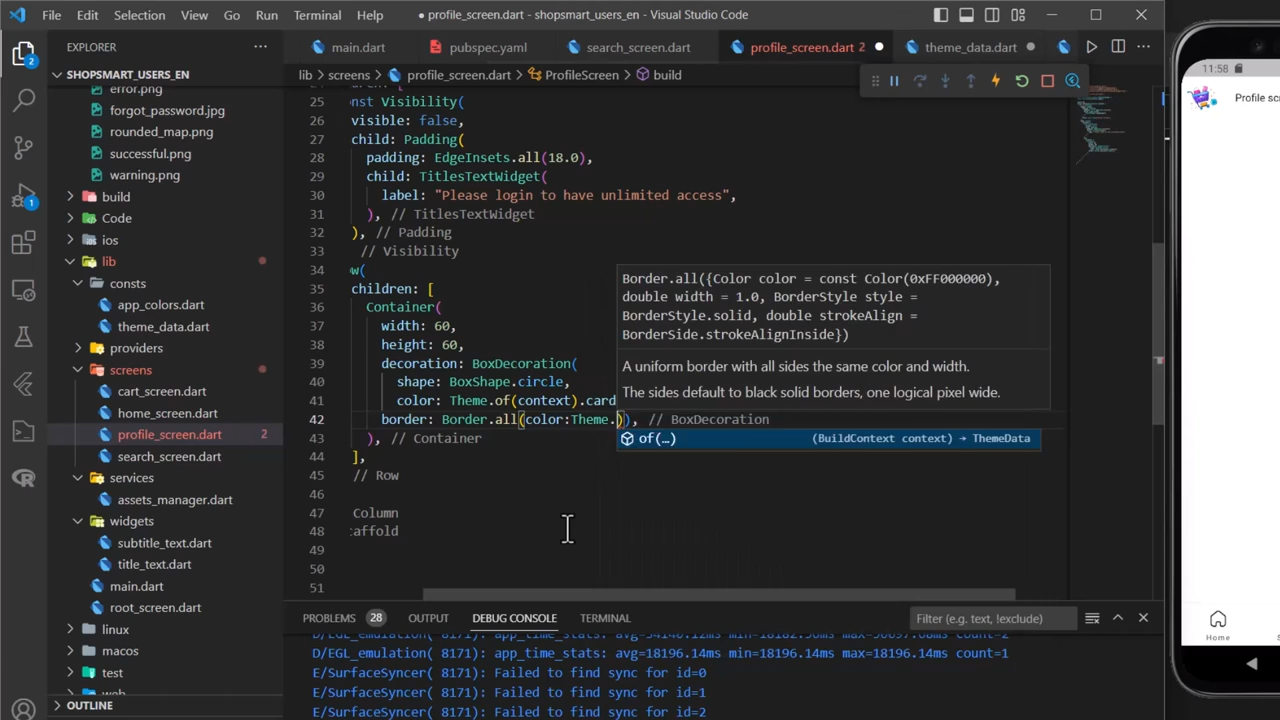 File Edit Selection View Go Run Terminal Help
● profile_screen.dart - shopsmart_users_en - Visual Studio Code
EXPLORER
main.dart
pubspec.yaml
search_screen.dart
profile_screen.dart 2
theme_data.dart
SHOPSMART_USERS_EN
lib > screens > profile_screen.dart > ProfileScreen > build
error.png
forgot_password.jpg
rounded_map.png
successful.png
warning.png
build
Code
ios
lib
consts
app_colors.dart
theme_data.dart
providers
screens
cart_screen.dart
home_screen.dart
profile_screen.dart 2
search_screen.dart
services
assets_manager.dart
widgets
subtitle_text.dart
title_text.dart
main.dart
root_screen.dart
linux
macos
test
web
OUTLINE
2
1
25 nst Visibility(
26 visible: false,
27 child: Padding(
28 padding: EdgeInsets.all(18.0),
29 child: TitlesTextWidget(
30 label: "Please login to have unlimited access",
31 ), // TitlesTextWidget
32 ), // Padding
33 // Visibility
34 w(
35 children: [
36 Container(
37 width: 60,
38 height: 60,
39 decoration: BoxDecoration(
40 shape: BoxShape.circle,
41 color: Theme.of(context).card
42 border: Border.all(color:Theme.)), // BoxDecoration
43 ), // Container
44 ],
45 // Row
46
47 Column
48 caffold
49
50
51
Border.all({Color color = const Color(0xFF000000),
double width = 1.0, BorderStyle style =
BorderStyle.solid, double strokeAlign =
BorderSide.strokeAlignInside})
A uniform border with all sides the same color and width.
The sides default to black solid borders, one logical pixel wide.
of(…) (BuildContext context) → ThemeData
PROBLEMS 28 OUTPUT DEBUG CONSOLE TERMINAL
Filter (e.g. text, !exclude)
D/EGL_emulation( 8171): app_time_stats: avg=18196.14ms min=18196.14ms max=18196.14ms count=1
E/SurfaceSyncer( 8171): Failed to find sync for id=0
E/SurfaceSyncer( 8171): Failed to find sync for id=1
E/SurfaceSyncer( 8171): Failed to find sync for id=2
11:58
Profile scr
Home